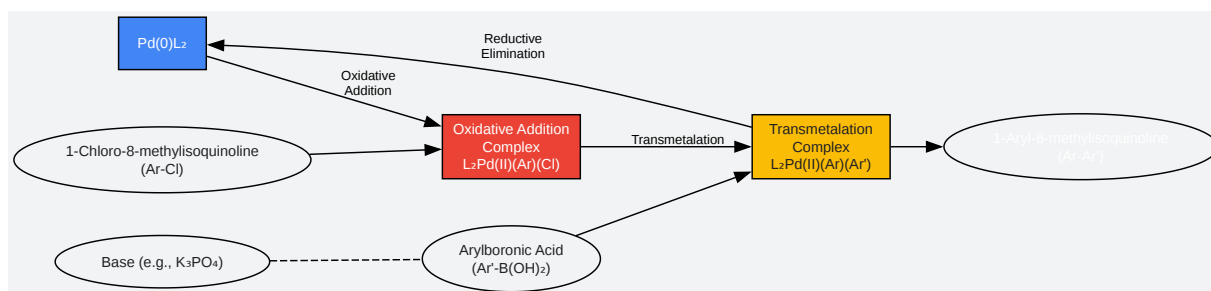 Pd(0)L₂
Reductive
Elimination
Oxidative
Addition
1-Chloro-8-methylisoquinoline
(Ar-Cl)
Oxidative Addition
Complex
L₂Pd(II)(Ar)(Cl)
Transmetalation
Transmetalation
Complex
L₂Pd(II)(Ar)(Ar')
1-Aryl-8-methylisoquinoline
(Ar-Ar')
Base (e.g., K₃PO₄)
Arylboronic Acid
(Ar'-B(OH)₂)